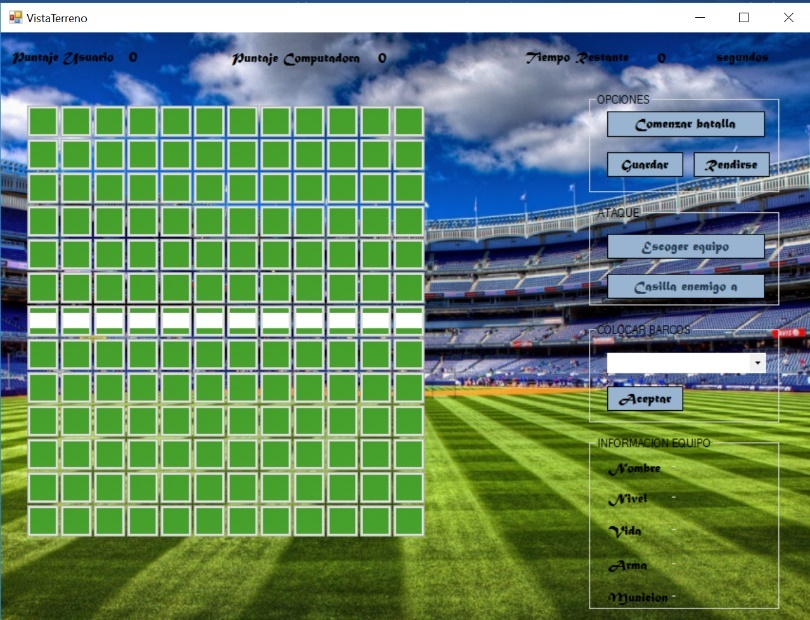 VistaTerreno
Puntaje Usuario 0 Puntaje Computadora 0 Tiempo Restante 0 segundos
OPCIONES
Comenzar batalla
Guardar Rendirse
ATAQUE
Escoger equipo
Casilla enemigo a
COLOCAR BARCOS
Aceptar
INFORMACION EQUIPO
Nombre
Nivel -
Vida -
Arma -
Municion -